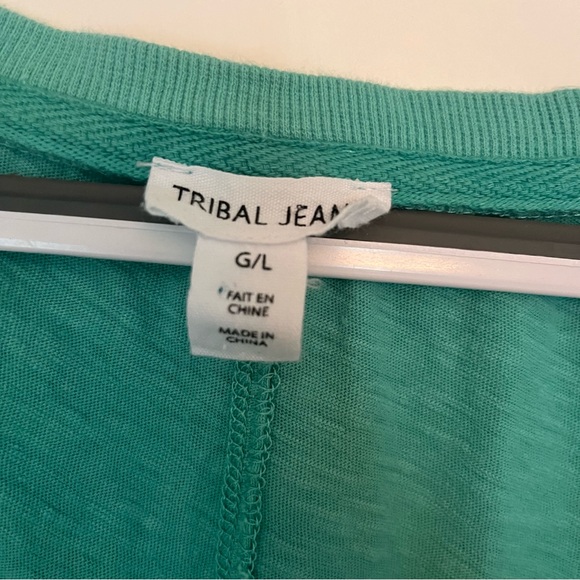 TRIBAL JEAN
G/L
FAIT EN
CHINE
MADE IN
CHINA